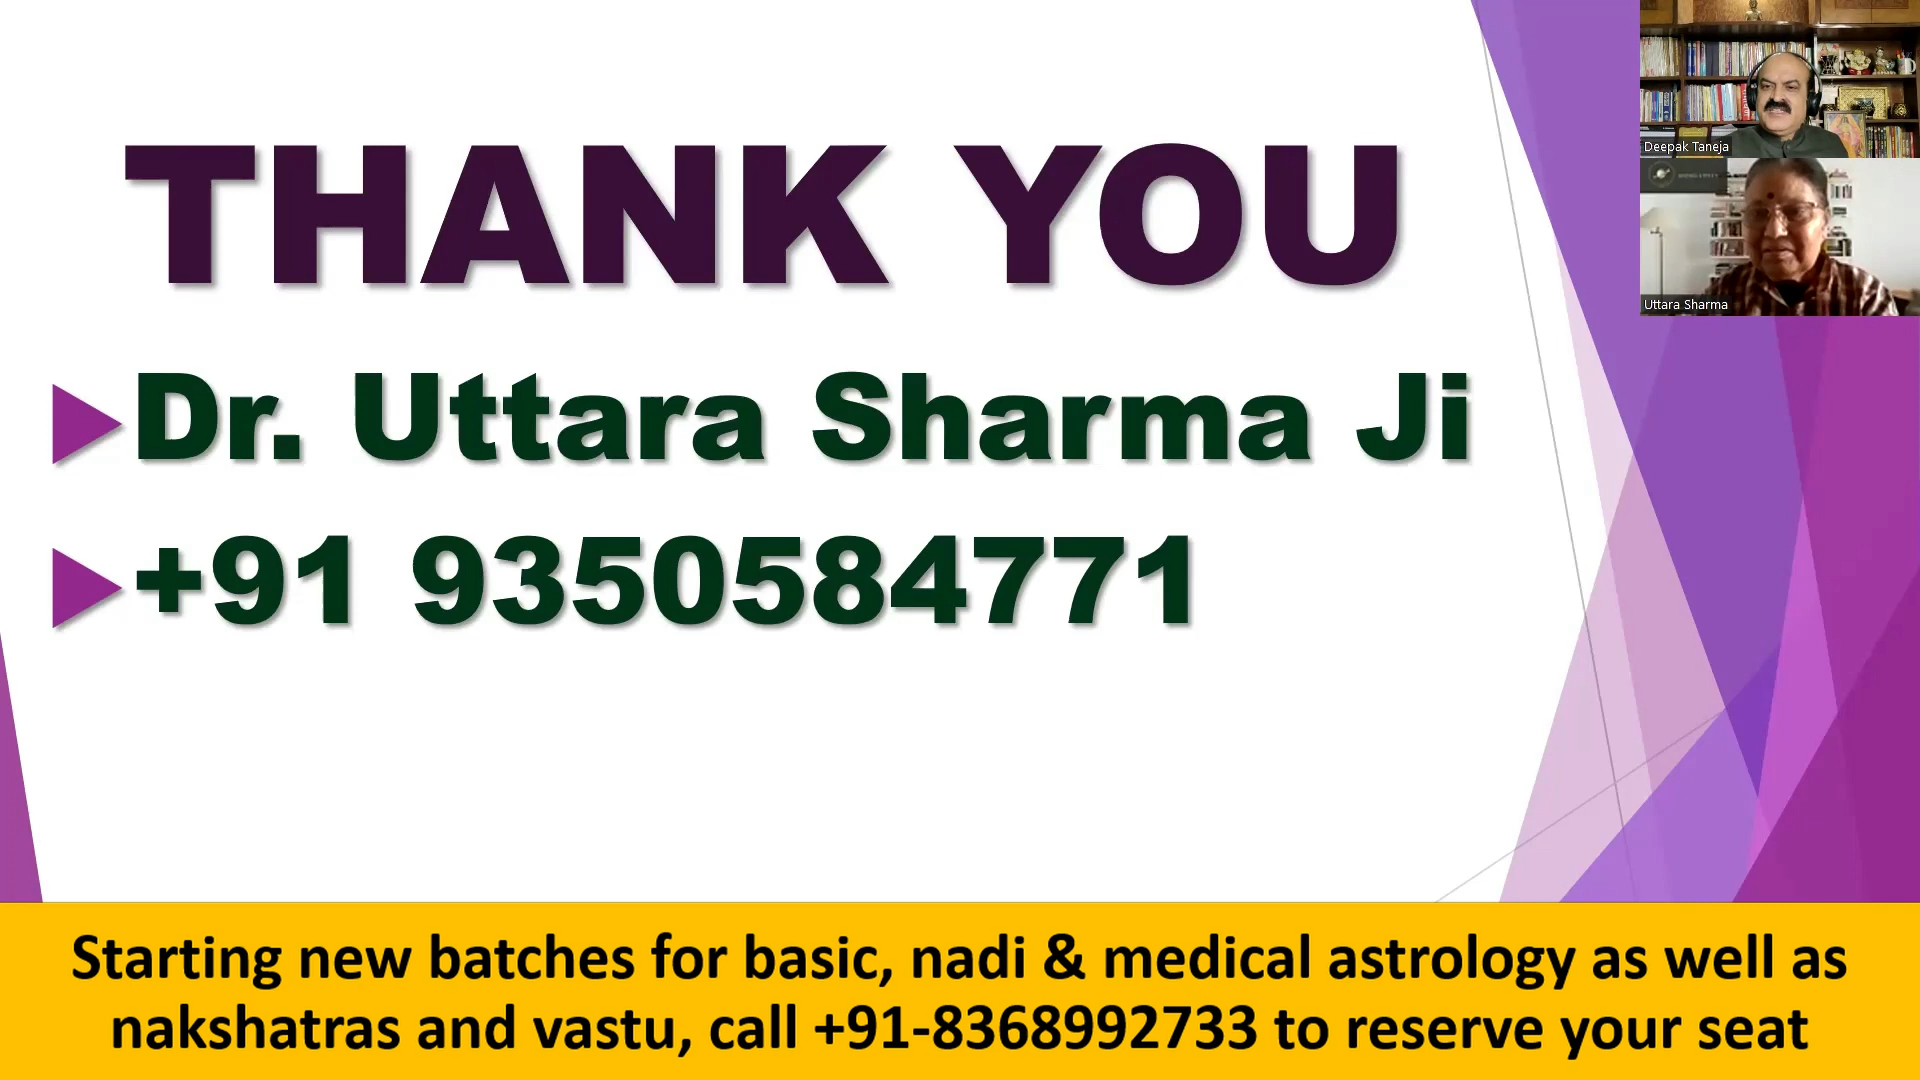 THANK YOU
Dr. Uttara Sharma Ji
+91 9350584771
Deepak Taneja
Uttara Sharma
Starting new batches for basic, nadi & medical astrology as well as
nakshatras and vastu, call +91-8368992733 to reserve your seat